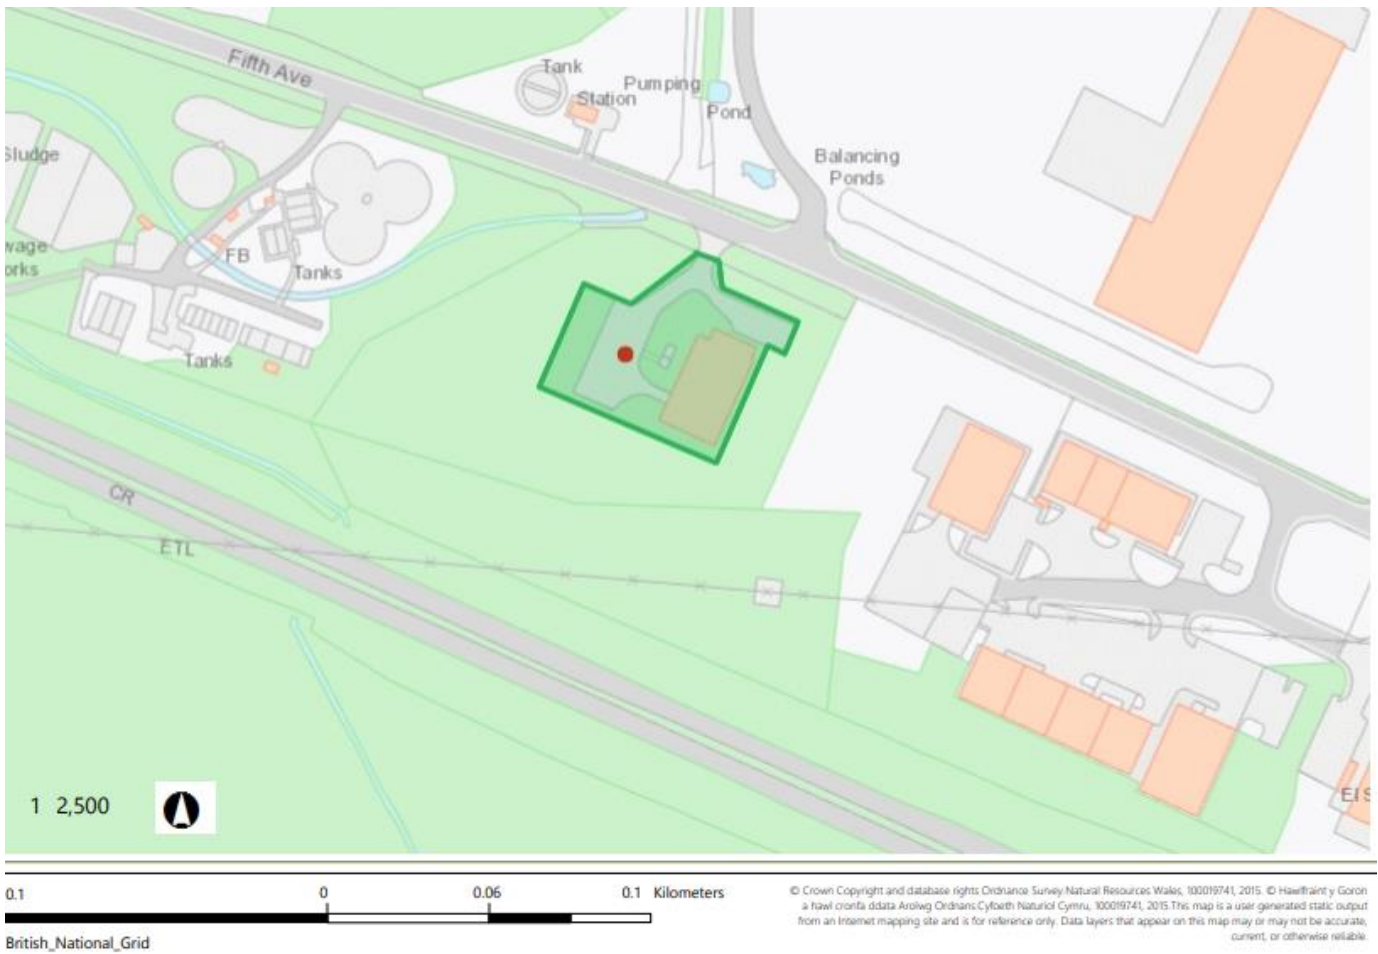 Fifth Ave
Tank
Pumping
Station
Pond
Balancing
Ponds
Sludge
wage
orks
FB
Tanks
Tanks
CR
ETL
El S
1 2,500
0.1 0 0.06 0.1 Kilometers
British_National_Grid
© Crown Copyright and database rights Ordnance Survey Natural Resources Wales, 100019741, 2015. © Hawlfraint y Goron
a hawl cronfa ddata Arolwg Ordnans Cyfoeth Naturiol Cymru, 100019741, 2015 This map is a user generated static output
from an Internet mapping site and is for reference only. Data layers that appear on this map may or may not be accurate,
current, or otherwise reliable.